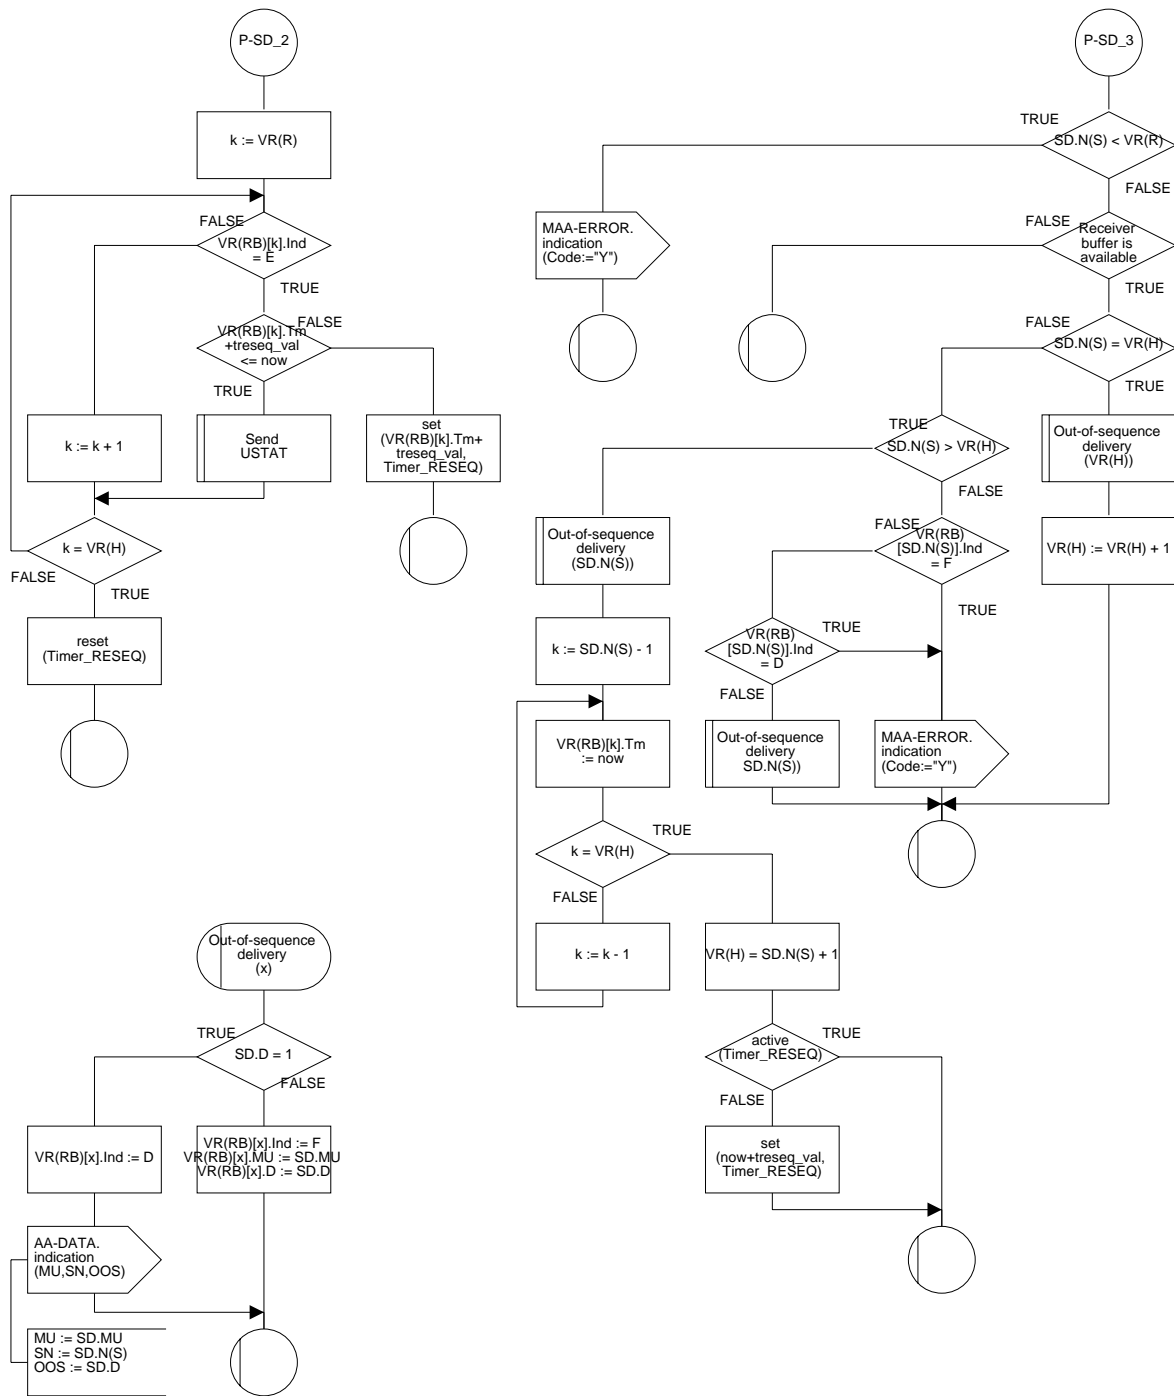 P-SD_2
k := VR(R)
FALSE
VR(RB)[k].Ind
= E
TRUE
FALSE
VR(RB)[k].Tm
+treseq_val
<= now
TRUE
k := k + 1
Send
USTAT
set
(VR(RB)[k].Tm+
treseq_val,
Timer_RESEQ)
k = VR(H)
FALSE
TRUE
reset
(Timer_RESEQ)
P-SD_3
TRUE
SD.N(S) < VR(R)
FALSE
MAA-ERROR.
indication
(Code:="Y")
FALSE
Receiver
buffer is
available
TRUE
FALSE
SD.N(S) = VR(H)
TRUE
TRUE
SD.N(S) > VR(H)
FALSE
Out-of-sequence
delivery
(VR(H))
Out-of-sequence
delivery
(SD.N(S))
FALSE
VR(RB)
[SD.N(S)].Ind
= F
TRUE
VR(H) := VR(H) + 1
k := SD.N(S) - 1
VR(RB)
[SD.N(S)].Ind
= D
TRUE
FALSE
VR(RB)[k].Tm
:= now
Out-of-sequence
delivery
SD.N(S))
MAA-ERROR.
indication
(Code:="Y")
k = VR(H)
TRUE
FALSE
k := k - 1
VR(H) = SD.N(S) + 1
active
(Timer_RESEQ)
TRUE
FALSE
set
(now+treseq_val,
Timer_RESEQ)
Out-of-sequence
delivery
(x)
TRUE
SD.D = 1
FALSE
VR(RB)[x].Ind := D
VR(RB)[x].Ind := F
VR(RB)[x].MU := SD.MU
VR(RB)[x].D := SD.D
AA-DATA.
indication
(MU,SN,OOS)
MU := SD.MU
SN := SD.N(S)
OOS := SD.D